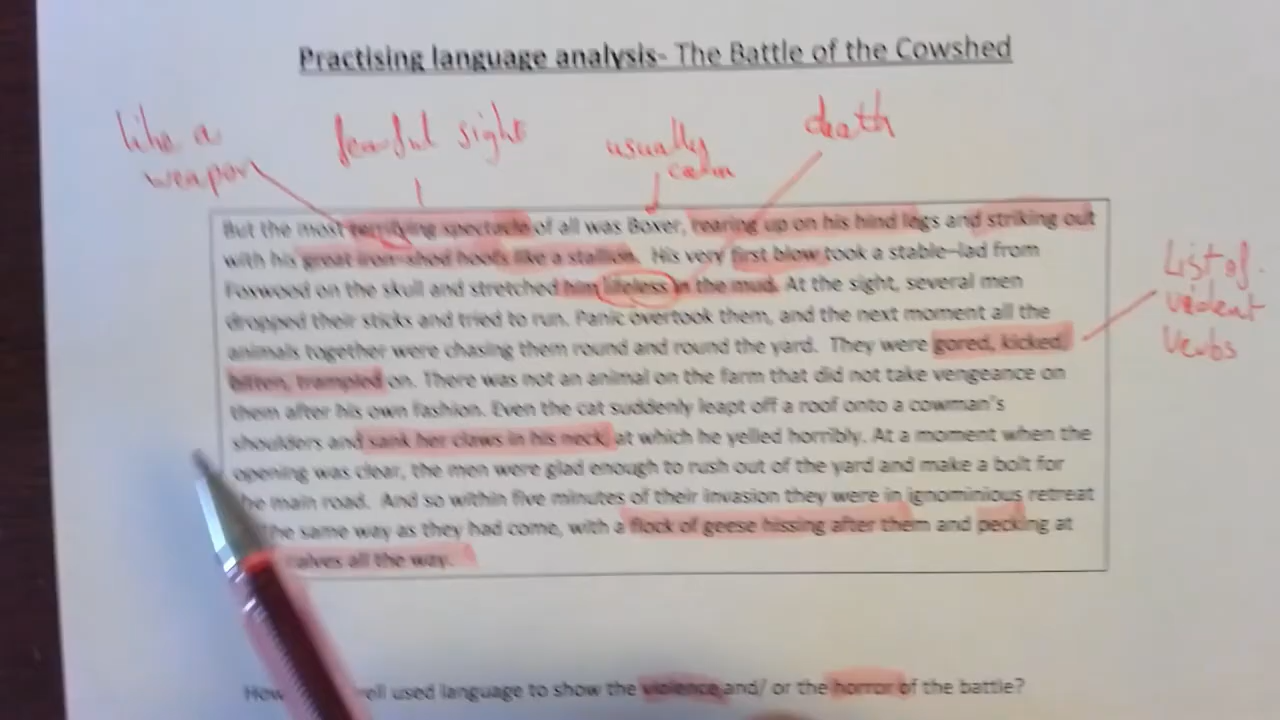 Practising language analysis- The Battle of the Cowshed
like a
weapon
fearful sight
usually
calm
death
But the most terrifying spectacle of all was Boxer, rearing up on his hind legs and striking out
with his great iron-shod hoofs like a stallion. His very first blow took a stable-lad from
Foxwood on the skull and stretched him lifeless in the mud. At the sight, several men
dropped their sticks and tried to run. Panic overtook them, and the next moment all the
animals together were chasing them round and round the yard. They were gored, kicked,
bitten, trampled on. There was not an animal on the farm that did not take vengeance on
them after his own fashion. Even the cat suddenly leapt off a roof onto a cowman's
shoulders and sank her claws in his neck, at which he yelled horribly. At a moment when the
opening was clear, the men were glad enough to rush out of the yard and make a bolt for
he main road. And so within five minutes of their invasion they were in ignominious retreat
he same way as they had come, with a flock of geese hissing after them and pecking at
alves all the way.
List of
violent
verbs
How ell used language to show the violence and/ or the horror of the battle?